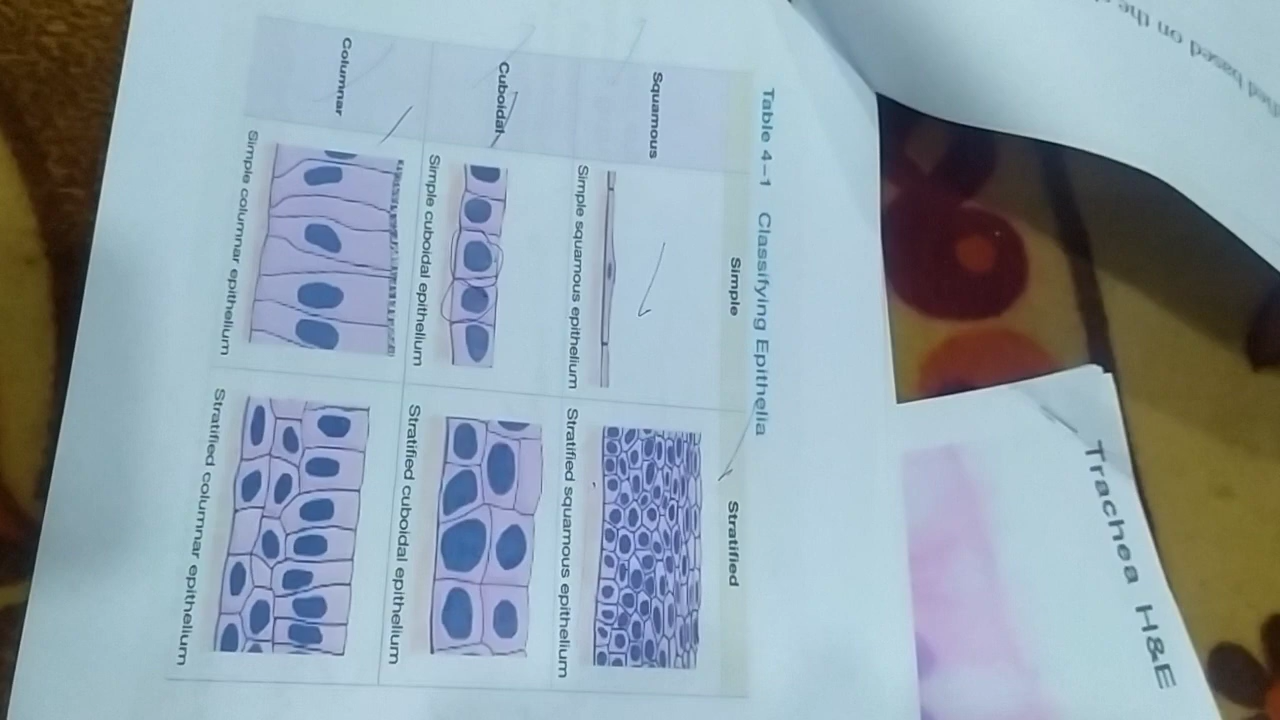 Table 4-1 Classifying Epithelia
Simple Stratified
Squamous
Simple squamous epithelium Stratified squamous epithelium
Cuboidal
Simple cuboidal epithelium Stratified cuboidal epithelium
Columnar
Simple columnar epithelium Stratified columnar epithelium
Trachea H&E
based on the